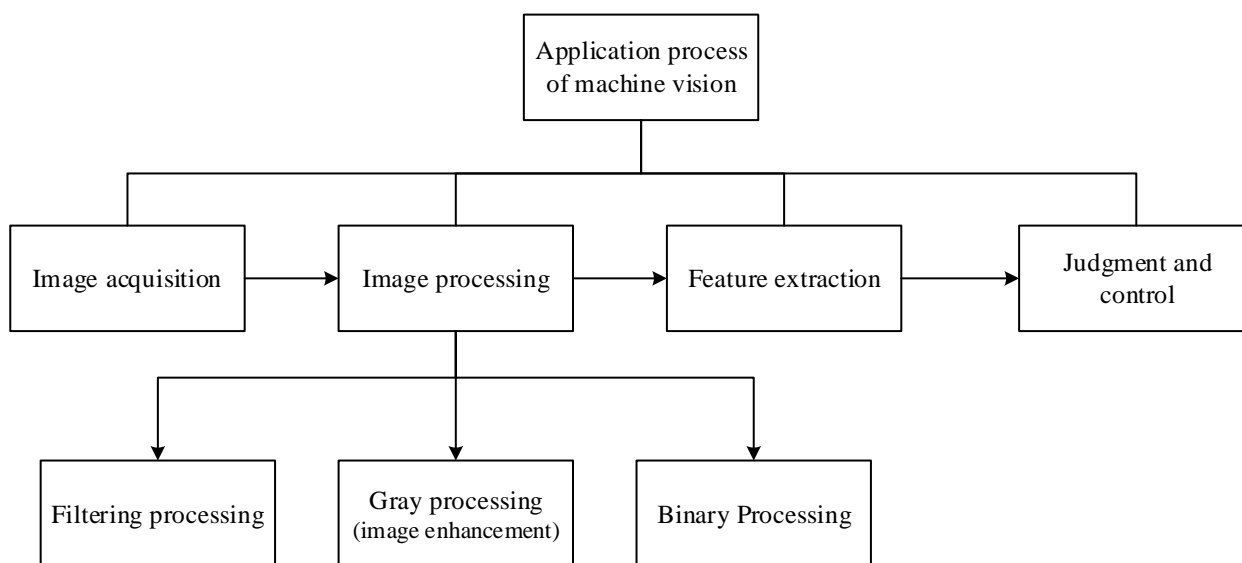 Application process
of machine vision
Image acquisition
Image processing
Feature extraction
Judgment and
control
Filtering processing
Gray processing
(image enhancement)
Binary Processing